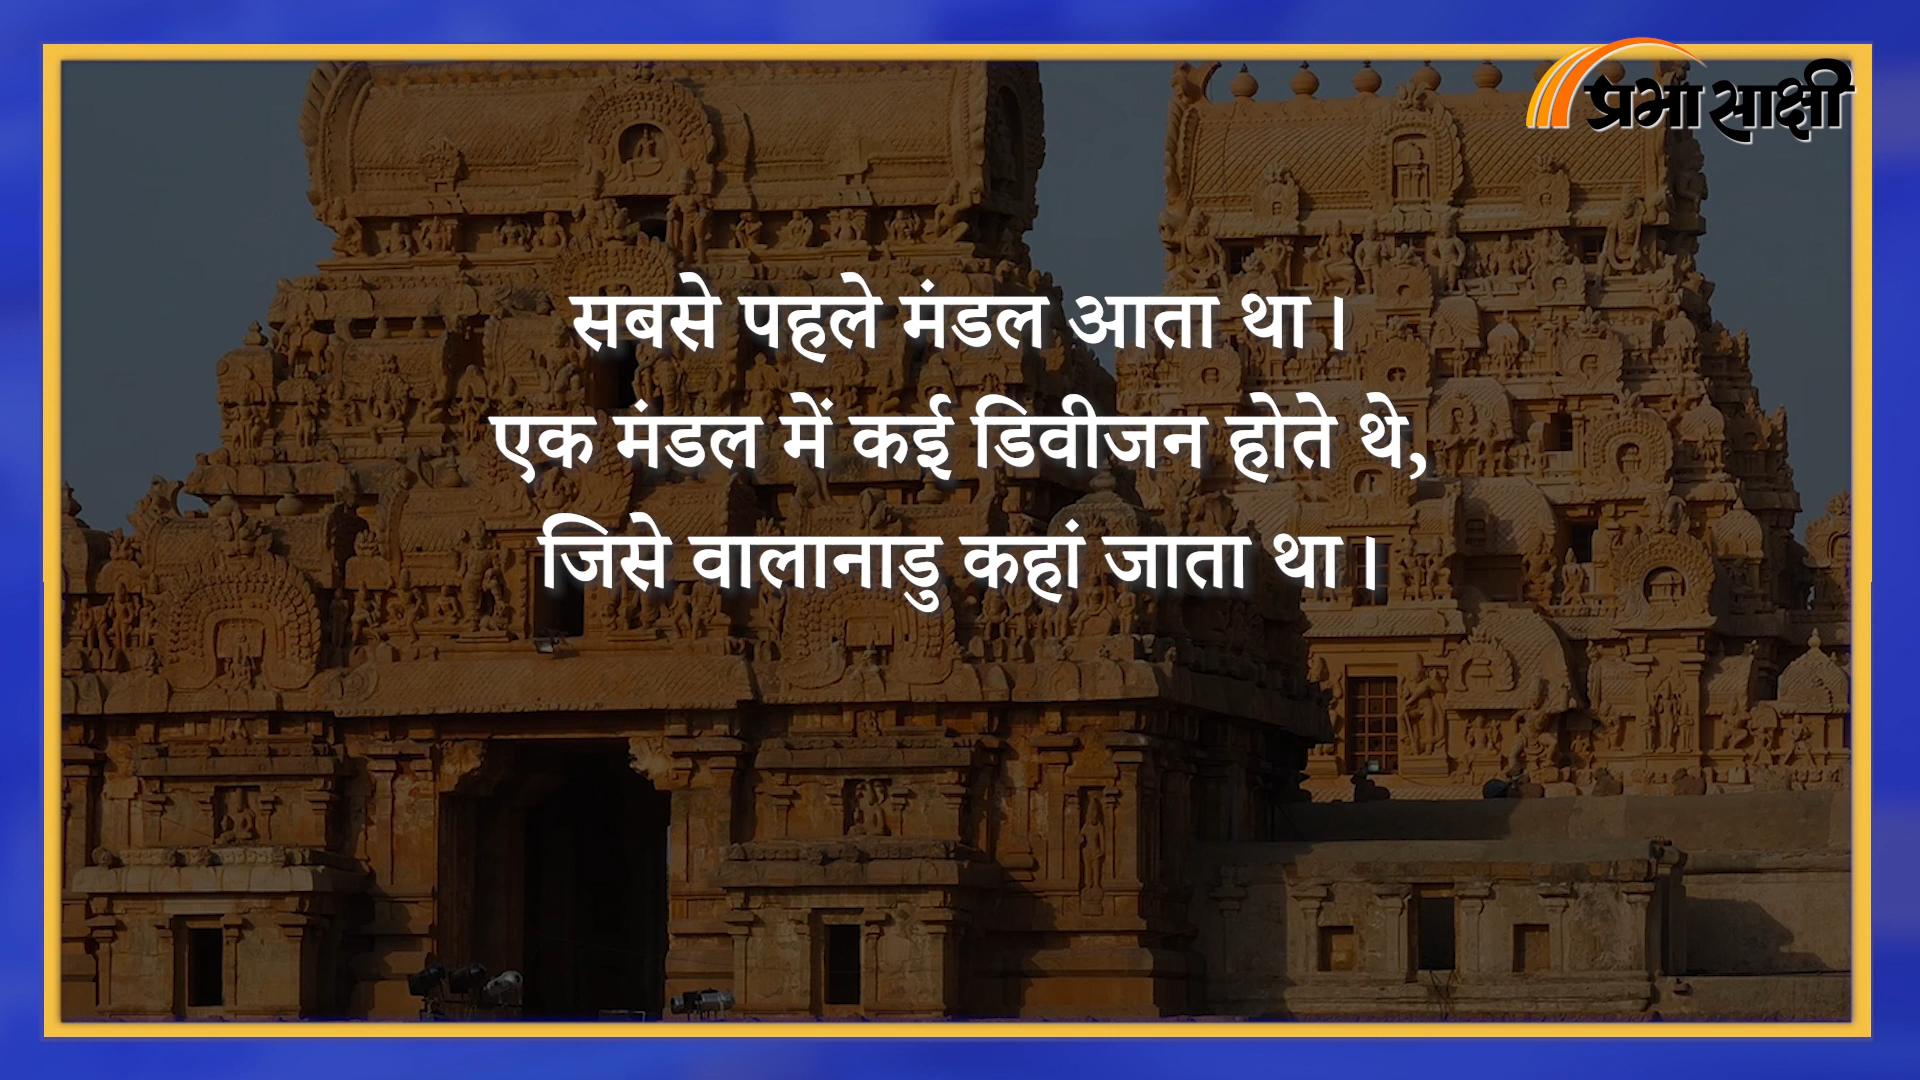 प्रभा साक्षी
सबसे पहले मंडल आता था।
एक मंडल में कई डिवीजन होते थे,
जिसे वालानाडु कहां जाता था।